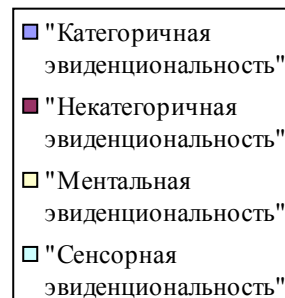 "Категоричная
эвиденциональность"
"Некатегоричная
эвиденциональность"
"Ментальная
эвиденциональность"
"Сенсорная
эвиденциональность"